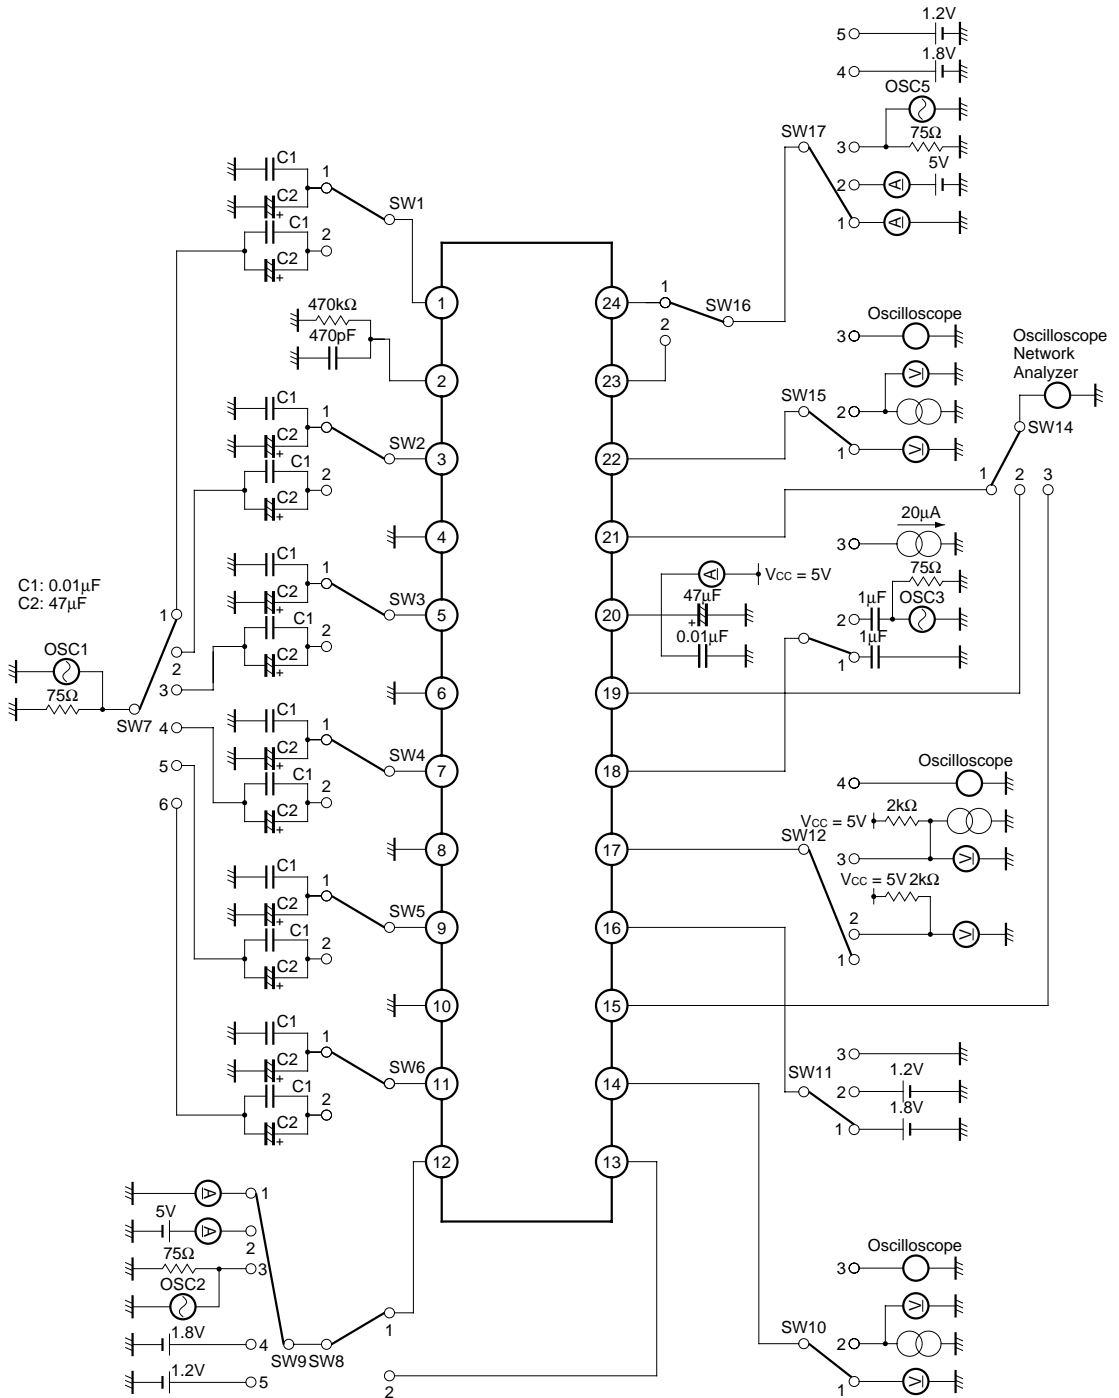 5
1.2V
4
1.8V
OSC5
SW17
3
75Ω
2
A
5V
1
A
C1
1
C2
+
SW1
C1
2
C2
+
1
24
1
SW16
2
470kΩ
470pF
2
23
3
Oscilloscope
V
SW15
2
1
V
Oscilloscope
Network
Analyzer
SW14
1
2
3
C1
1
C2
+
SW2
C1
2
C2
+
3
22
4
21
20µA
3
C1: 0.01µF
C2: 47µF
C1
1
C2
+
SW3
C1
2
C2
+
5
20
A
VCC = 5V
47µF
+
0.01µF
75Ω
1µF
2
OSC3
1µF
1
OSC1
75Ω
SW7
1
2
3
4
5
6
6
19
C1
1
C2
+
SW4
C1
2
C2
+
7
18
4
Oscilloscope
8
17
VCC = 5V
2kΩ
SW12
3
V
VCC = 5V 2kΩ
2
V
1
C1
1
C2
+
SW5
C1
2
C2
+
9
16
10
15
C1
1
C2
+
SW6
C1
2
C2
+
11
14
3
SW11
2
1.2V
1
1.8V
12
13
A
1
5V
A
2
75Ω
3
OSC2
1.8V
4
1.2V
5
SW9
SW8
1
2
3
Oscilloscope
V
SW10
2
1
V